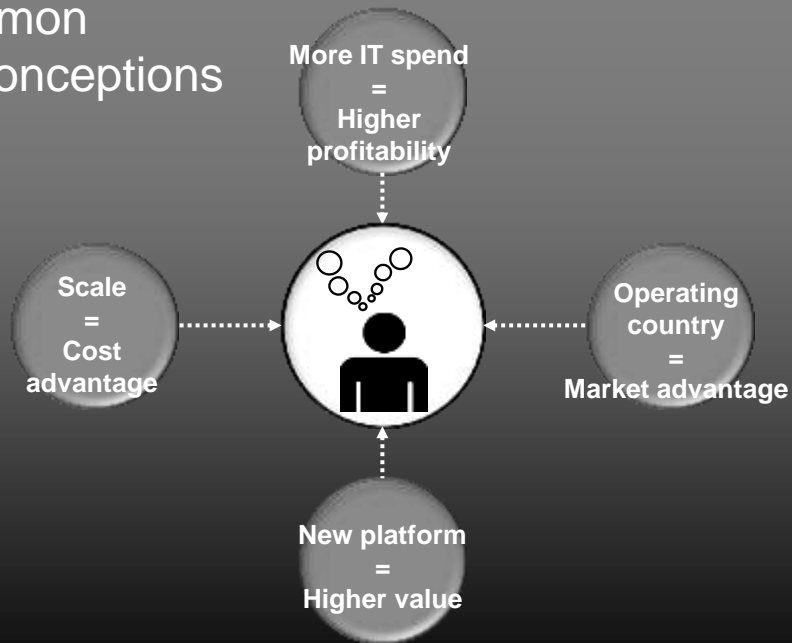 mon
onceptions
More IT spend
=
Higher
profitability
Scale
=
Cost
advantage
Operating
country
=
Market advantage
New platform
=
Higher value